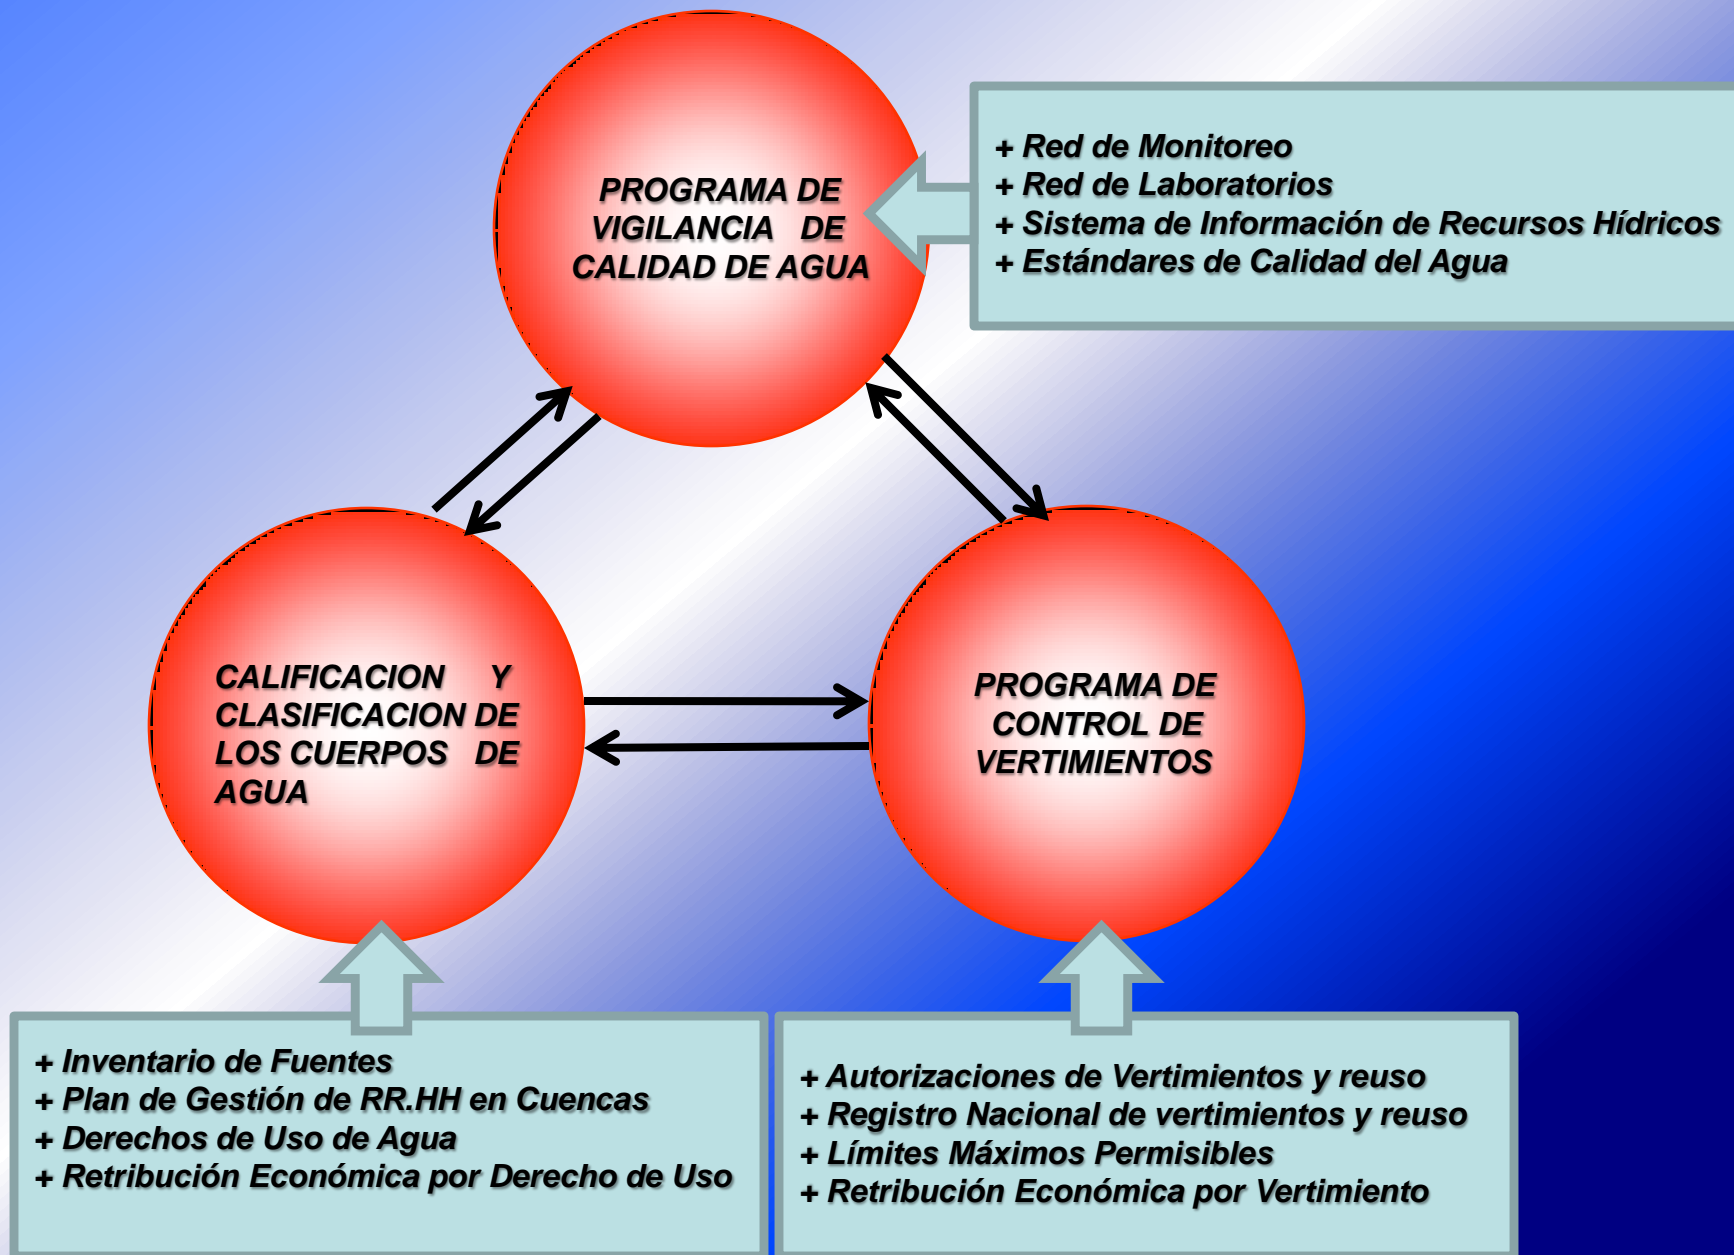 PROGRAMA DE
VIGILANCIA DE
CALIDAD DE AGUA
+ Red de Monitoreo
+ Red de Laboratorios
+ Sistema de Información de Recursos Hídricos
+ Estándares de Calidad del Agua
CALIFICACION Y
CLASIFICACION DE
LOS CUERPOS DE
AGUA
PROGRAMA DE
CONTROL DE
VERTIMIENTOS
+ Inventario de Fuentes
+ Plan de Gestión de RR.HH en Cuencas
+ Derechos de Uso de Agua
+ Retribución Económica por Derecho de Uso
+ Autorizaciones de Vertimientos y reuso
+ Registro Nacional de vertimientos y reuso
+ Límites Máximos Permisibles
+ Retribución Económica por Vertimiento